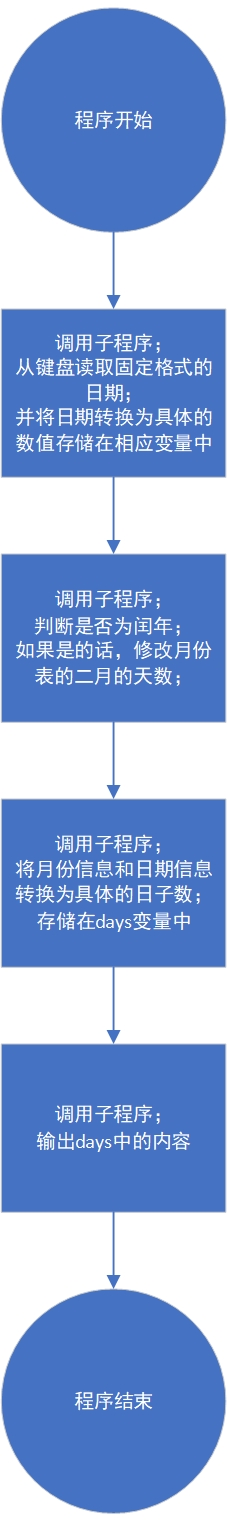 程序开始
调用子程序；
从键盘读取固定格式的
日期；
并将日期转换为具体的
数值存储在相应变量中
调用子程序；
判断是否为闰年；
如果是的话，修改月份
表的二月的天数；
调用子程序；
将月份信息和日期信息
转换为具体的日子数；
存储在days变量中
调用子程序；
输出days中的内容
程序结束